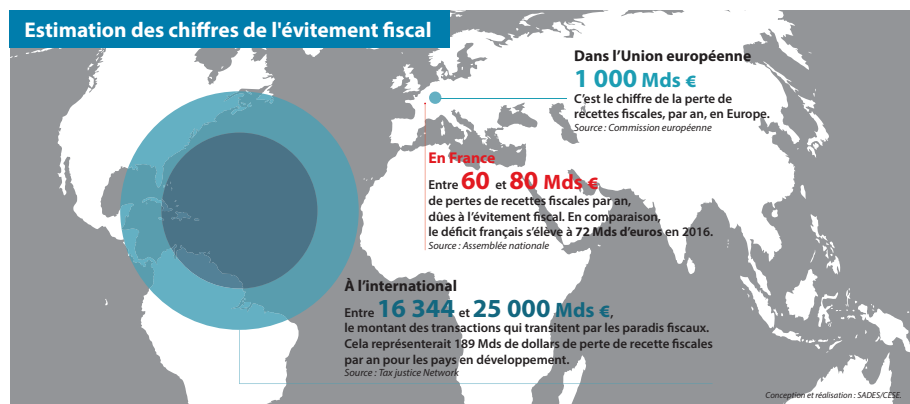 Estimation des chiffres de l'évitement fiscal
Dans l’Union européenne
1 000 Mds €
C’est le chiffre de la perte de
recettes fiscales, par an, en Europe.
Source : Commission européenne
En France
Entre 60 et 80 Mds €
de pertes de recettes fiscales par an,
dûes à l’évitement fiscal. En comparaison,
le déficit français s’élève à 72 Mds d’euros en 2016.
Source : Assemblée nationale
À l’international
Entre 16 344 et 25 000 Mds €,
le montant des transactions qui transitent par les paradis fiscaux.
Cela représenterait 189 Mds de dollars de perte de recette fiscales
par an pour les pays en développement.
Source : Tax justice Network
Conception et réalisation : SADES/CESE.